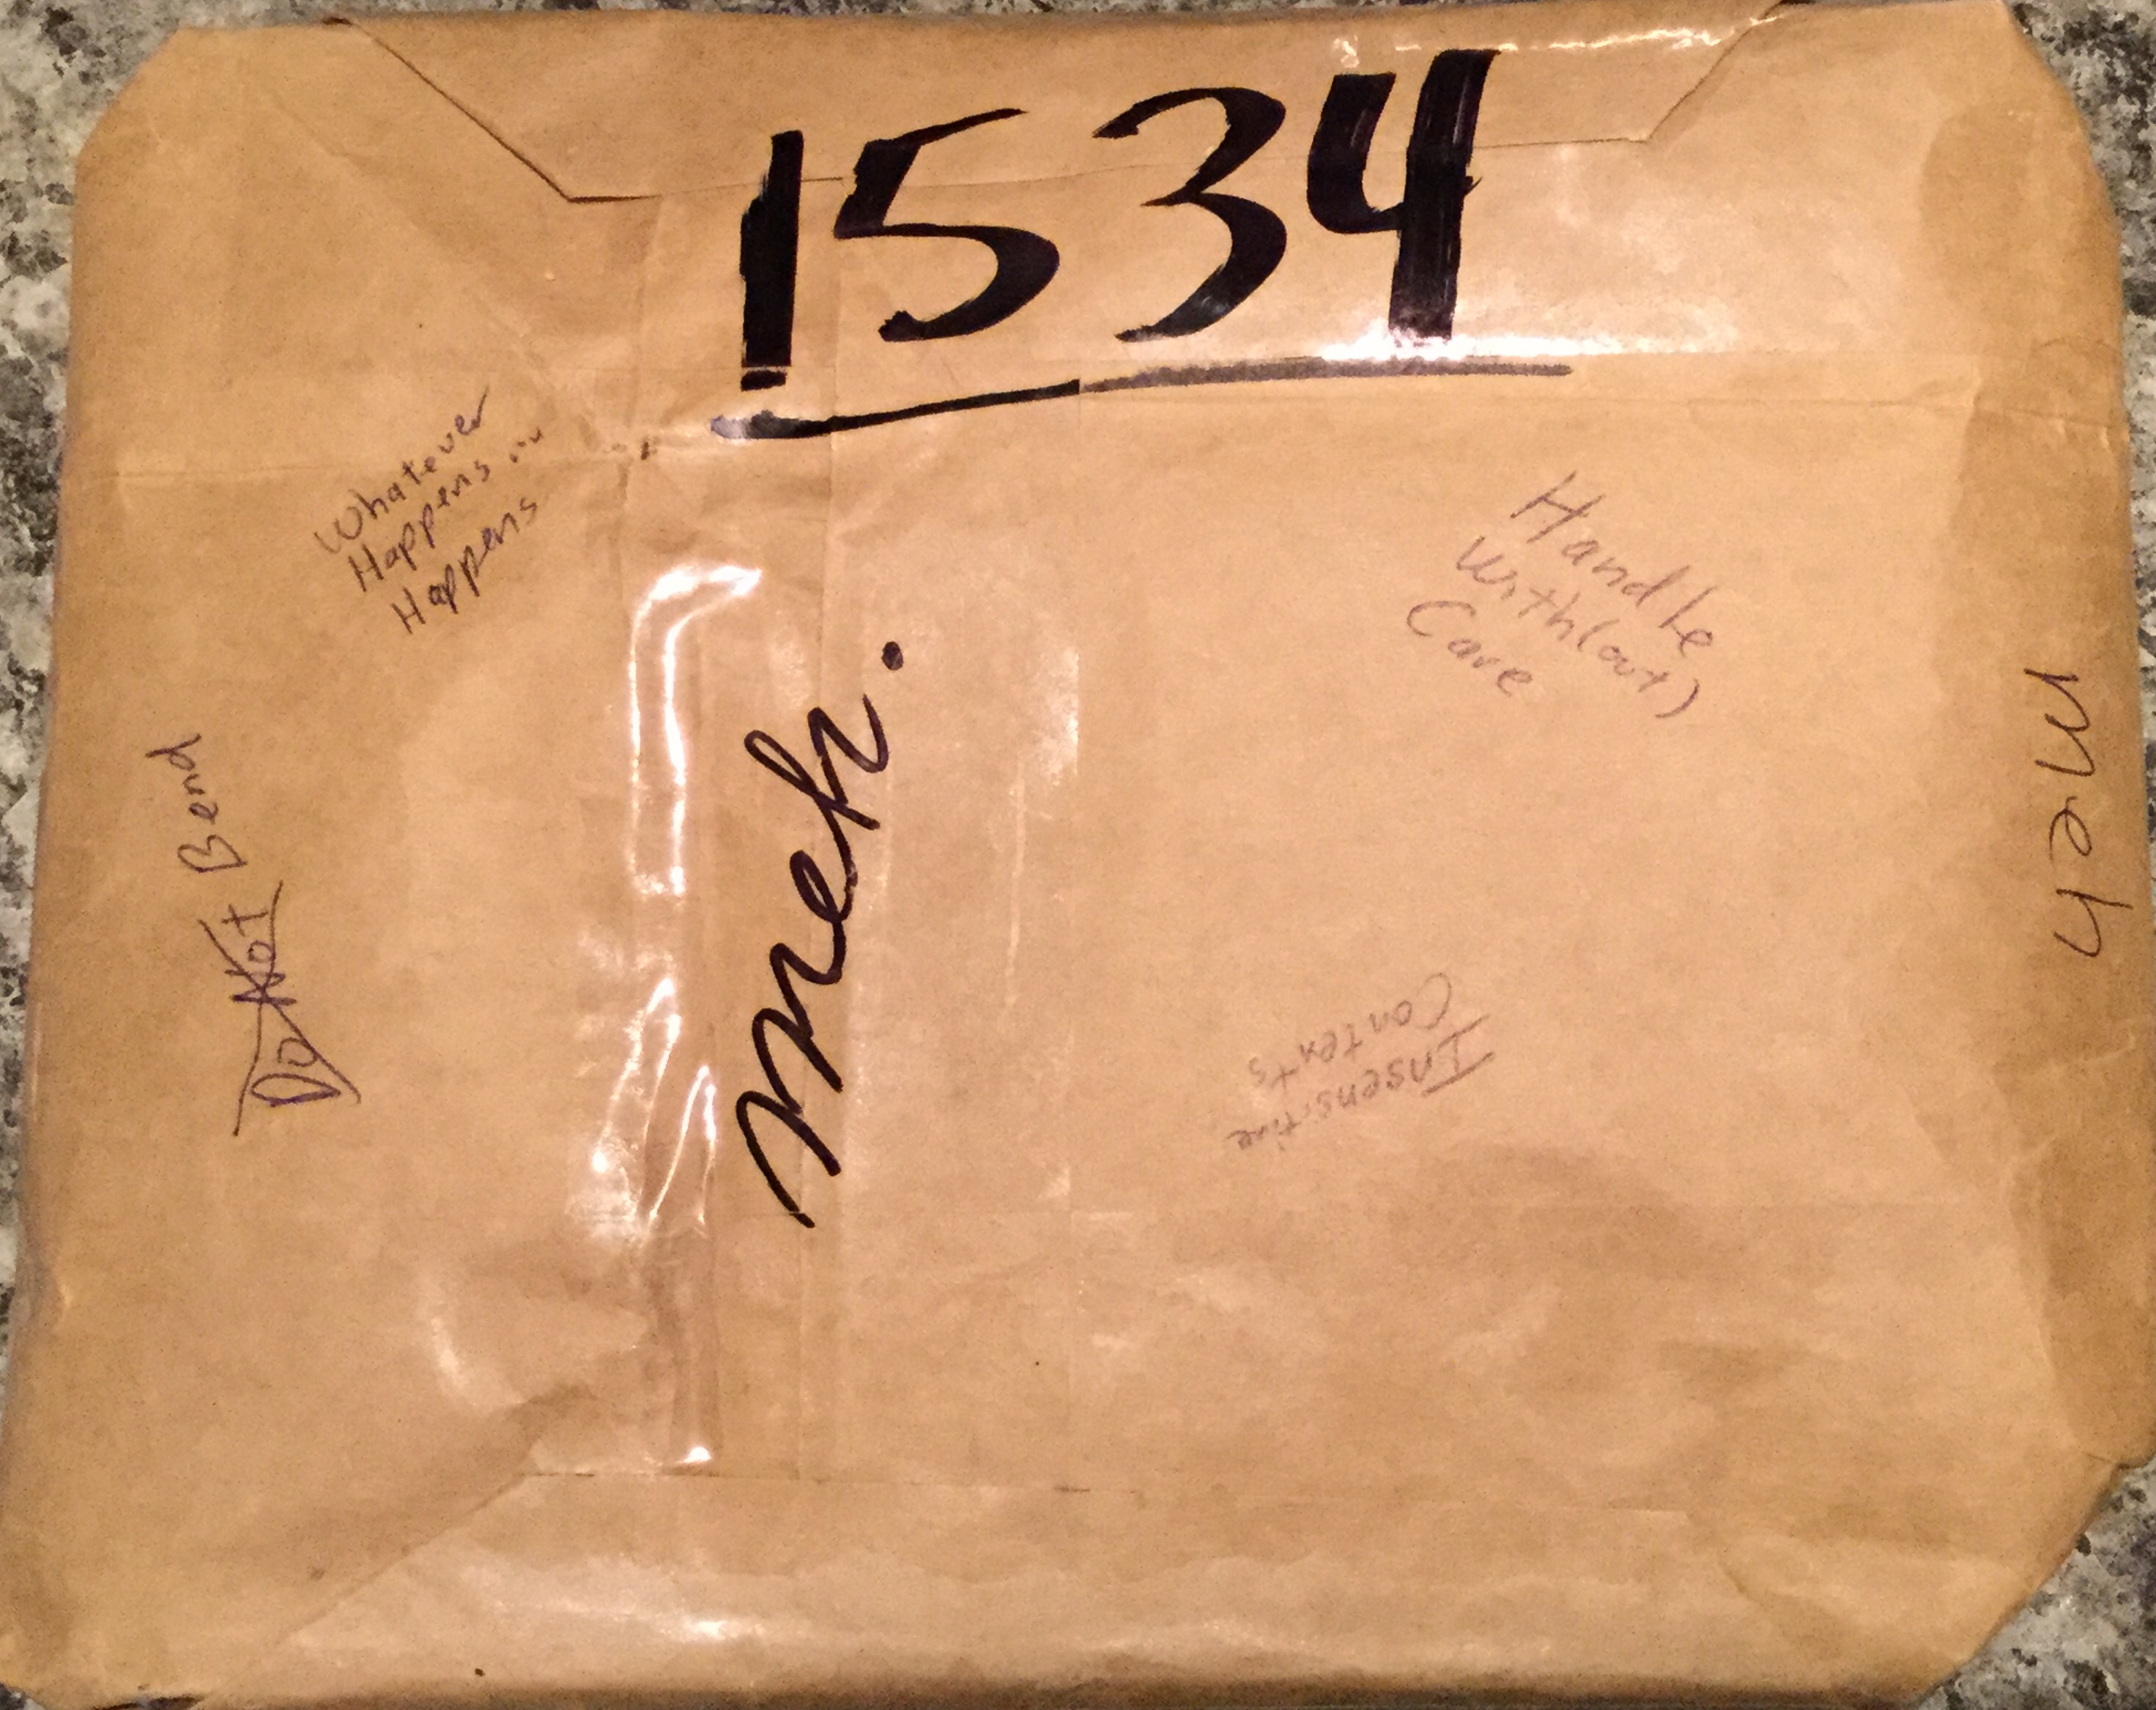 1534
Whatever
Happens...
Happens
Handle
With(out)
Care
Do Not Bend
meh.
Meh
Insensitive
Contents